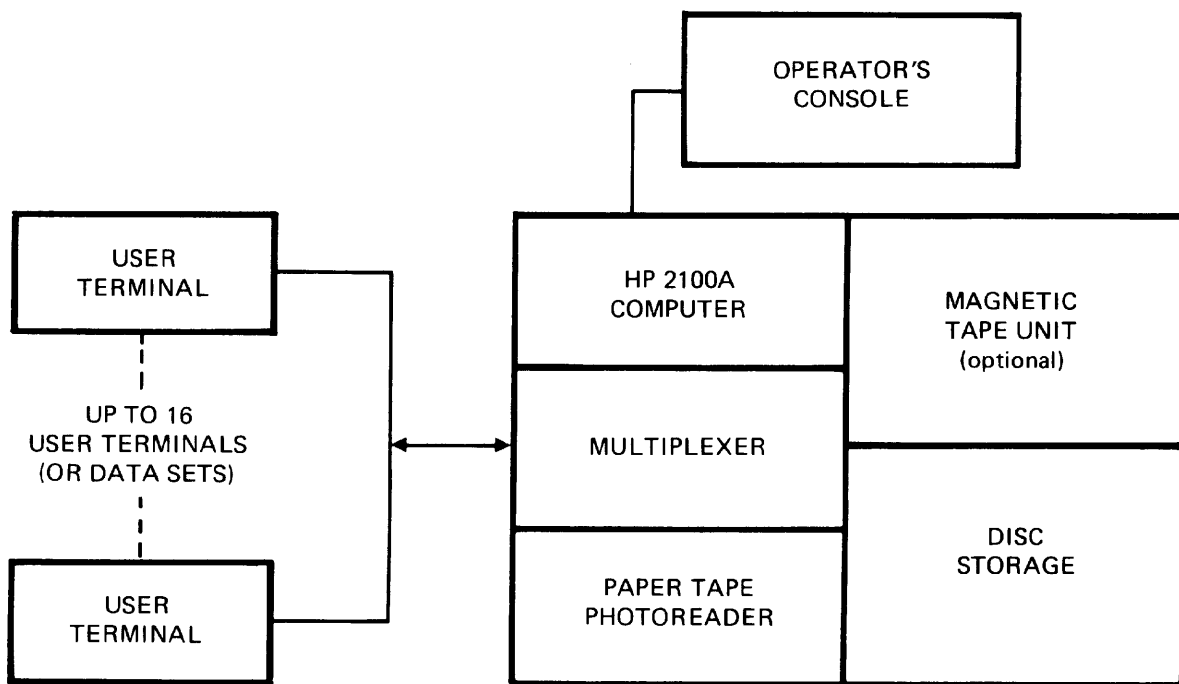 OPERATOR'S
CONSOLE
USER
TERMINAL
UP TO 16
USER TERMINALS
(OR DATA SETS)
USER
TERMINAL
HP 2100A
COMPUTER
MULTIPLEXER
PAPER TAPE
PHOTOREADER
MAGNETIC
TAPE UNIT
(optional)
DISC
STORAGE